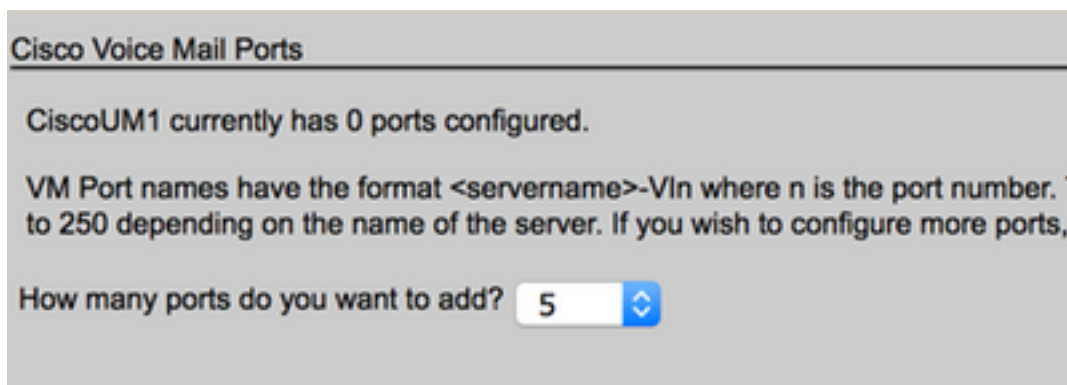 Cisco Voice Mail Ports
CiscoUM1 currently has 0 ports configured.
VM Port names have the format <servername>-VIn where n is the port number.
to 250 depending on the name of the server. If you wish to configure more ports,
How many ports do you want to add? 5